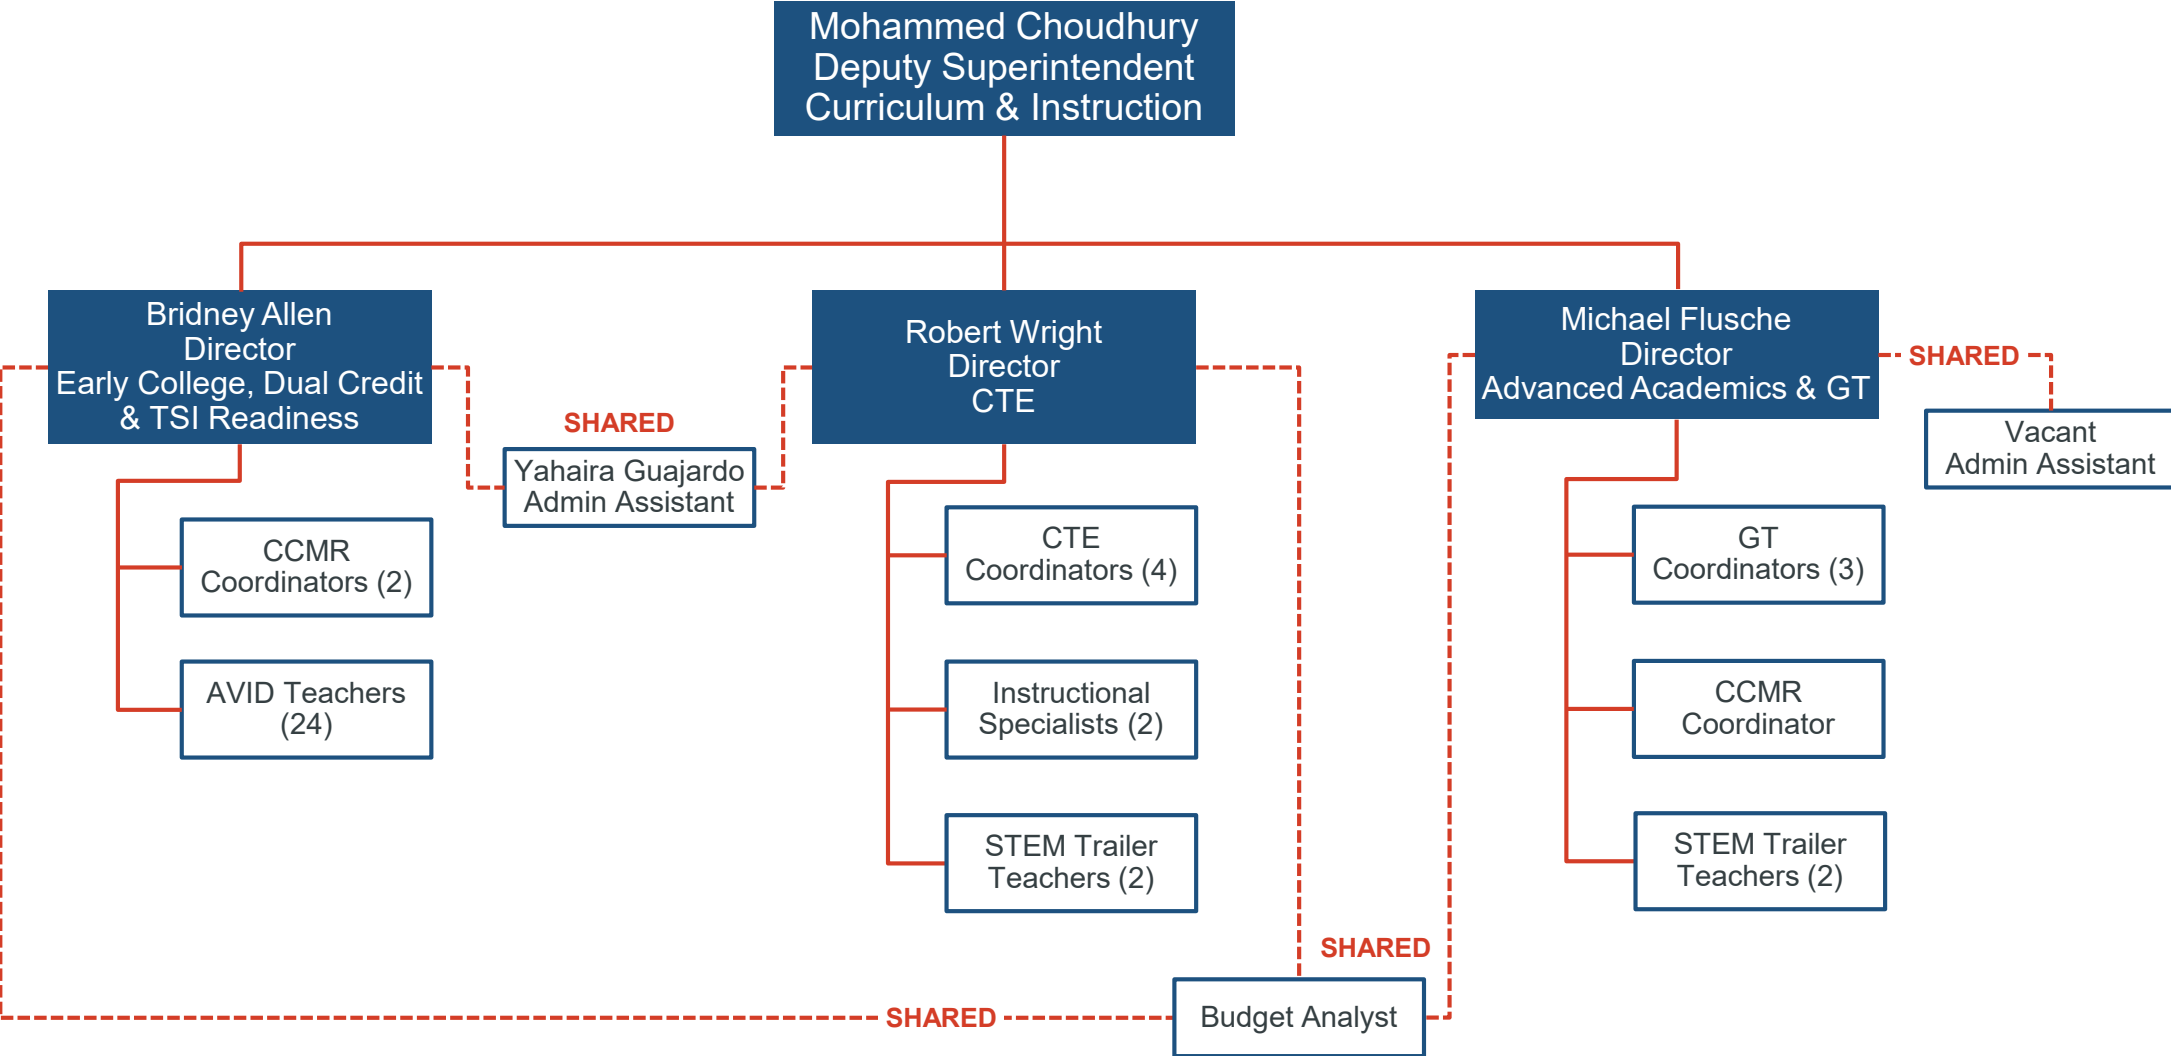 Mohammed Choudhury
Deputy Superintendent
Curriculum & Instruction
Bridney Allen
Director
Early College, Dual Credit
& TSI Readiness
Robert Wright
Director
CTE
Michael Flusche
Director
Advanced Academics & GT
SHARED
Vacant
Admin Assistant
SHARED
Yahaira Guajardo
Admin Assistant
CCMR
Coordinators (2)
AVID Teachers
(24)
CTE
Coordinators (4)
Instructional
Specialists (2)
STEM Trailer
Teachers (2)
GT
Coordinators (3)
CCMR
Coordinator
STEM Trailer
Teachers (2)
SHARED
SHARED
Budget Analyst